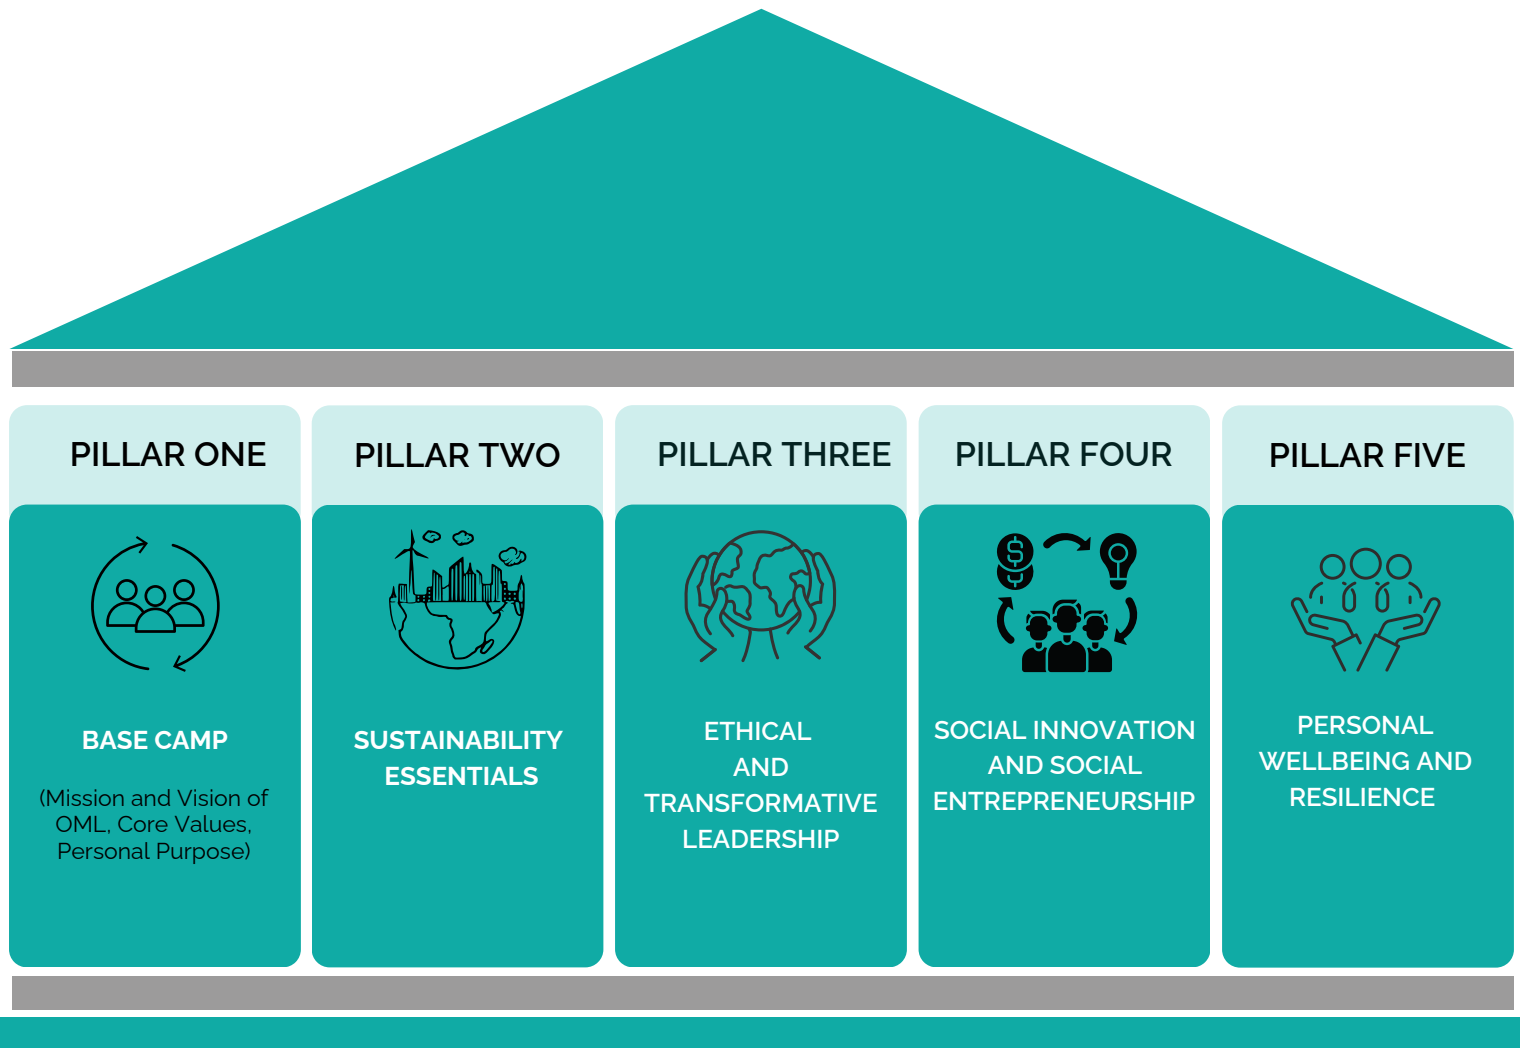 PILLAR ONE
PILLAR TWO
PILLAR THREE
PILLAR FOUR
PILLAR FIVE
BASE CAMP
(Mission and Vision of
OML, Core Values,
Personal Purpose)
SUSTAINABILITY
ESSENTIALS
ETHICAL
AND
TRANSFORMATIVE
LEADERSHIP
SOCIAL INNOVATION
AND SOCIAL
ENTREPRENEURSHIP
PERSONAL
WELLBEING AND
RESILIENCE